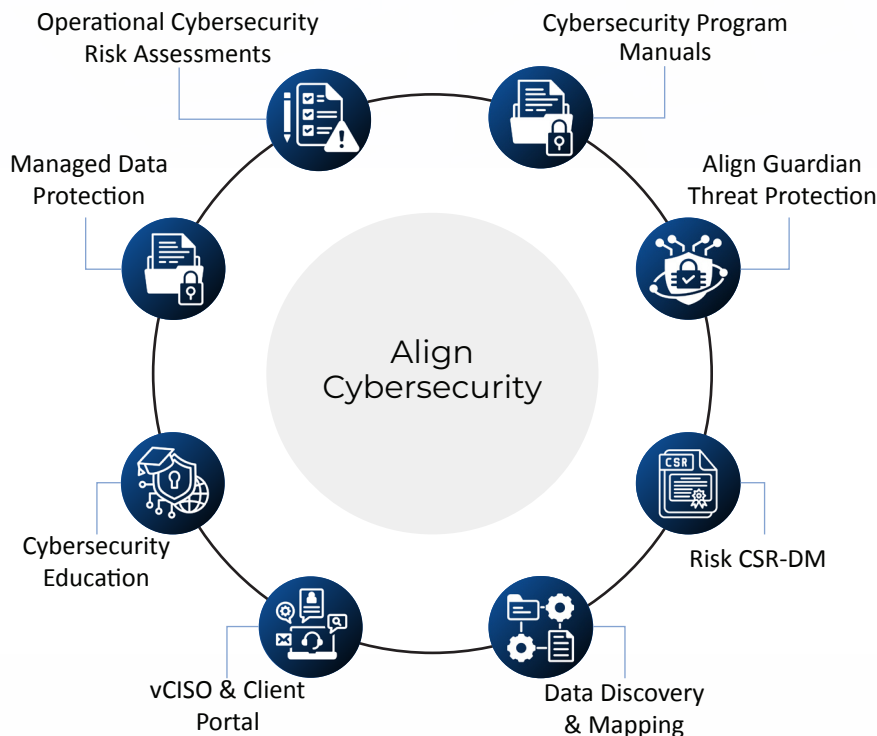 Operational Cybersecurity
Risk Assessments
Cybersecurity Program
Manuals
Managed Data
Protection
Align Guardian
Threat Protection
Align
Cybersecurity
CSR
Cybersecurity
Education
Risk CSR-DM
vCISO & Client
Portal
Data Discovery
& Mapping